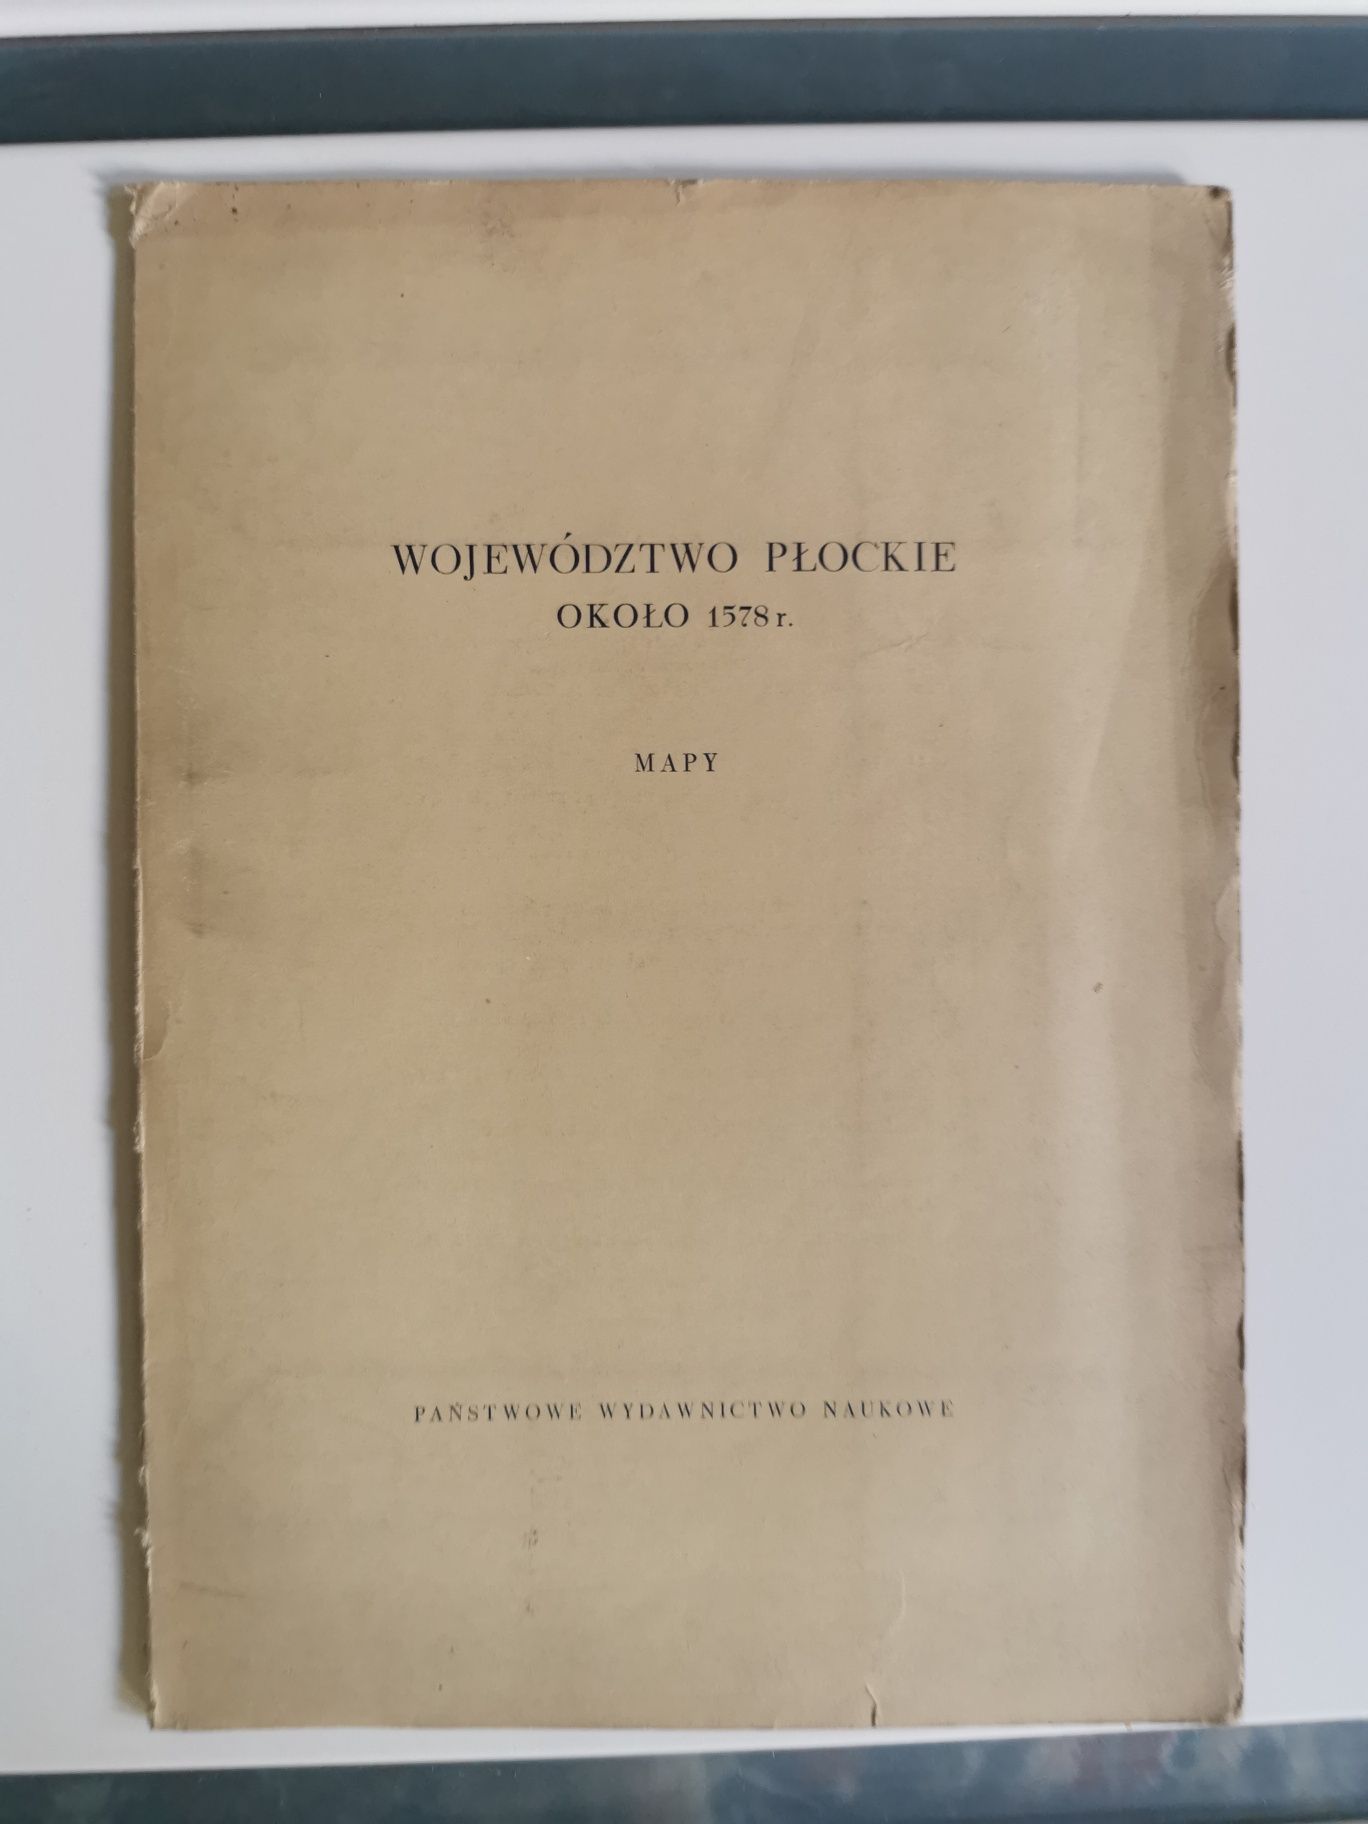 WOJEWÓDZTWO PŁOCKIE
OKOŁO 1578 r.
MAPY
PAŃSTWOWE WYDAWNICTWO NAUKOWE